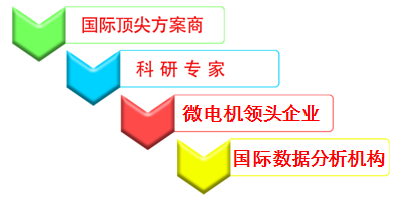 国际顶尖方案商
科研专家
微电机领头企业
国际数据分析机构